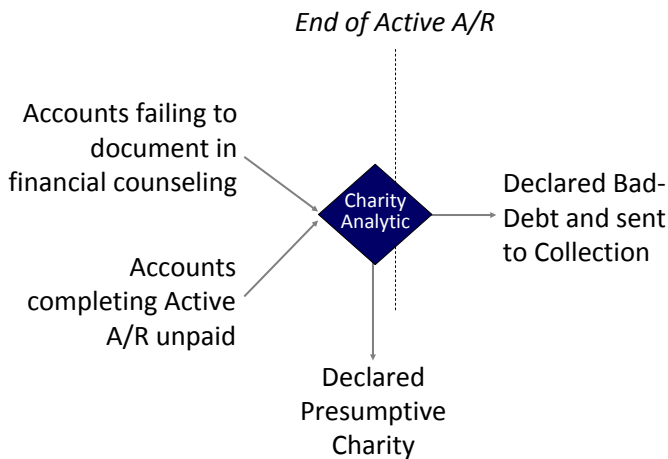 End of Active A/R
Accounts failing to
document in
financial counseling
Charity
Analytic
Declared Bad-
Debt and sent
to Collection
Accounts
completing Active
A/R unpaid
Declared
Presumptive
Charity